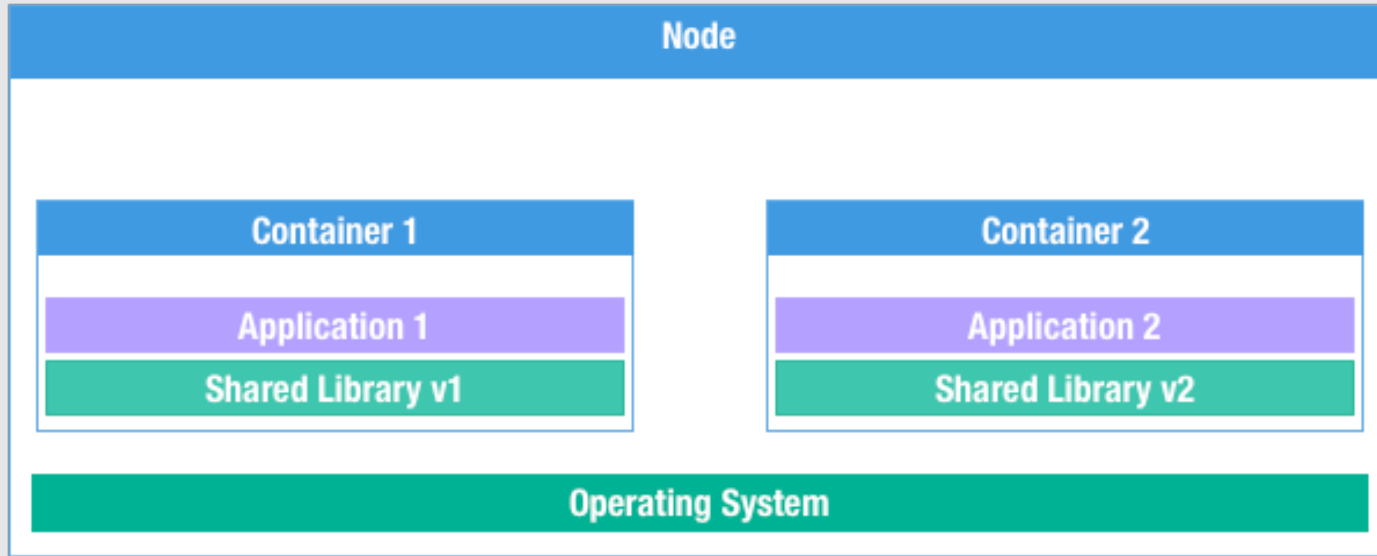 Node
Container 1
Container 2
Application 1
Application 2
Shared Library v1
Shared Library v2
Operating System